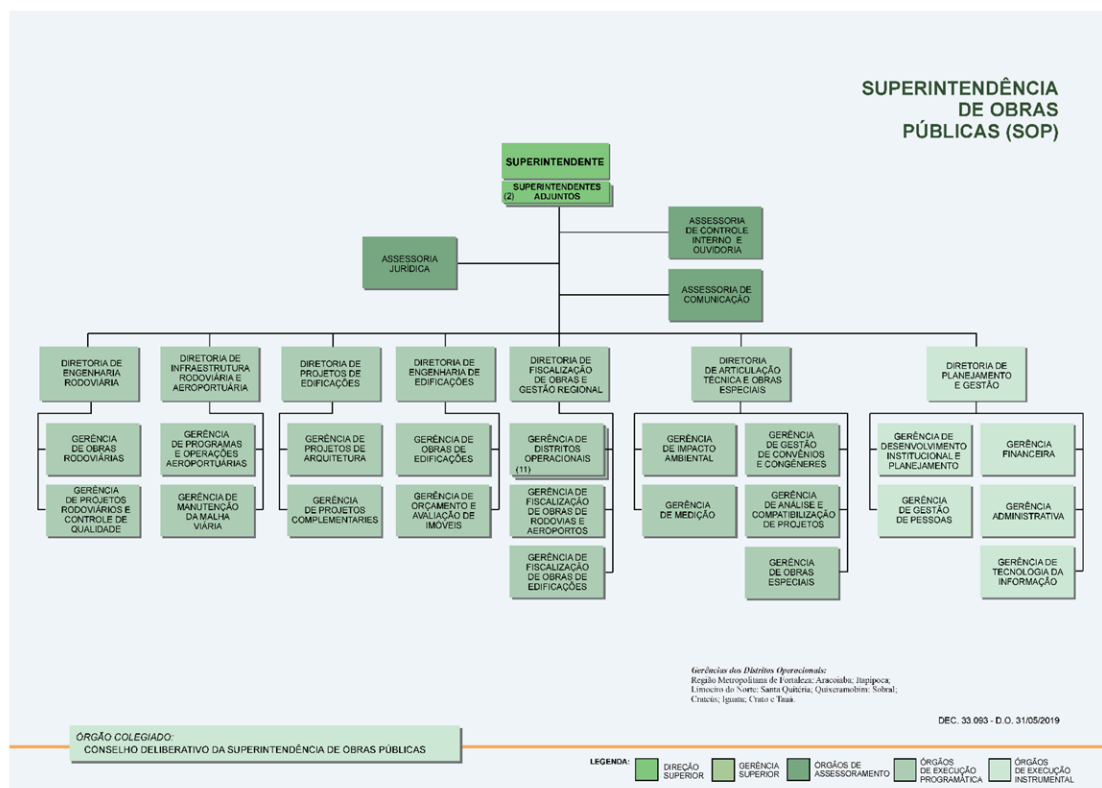 SUPERINTENDÊNCIA
DE OBRAS
PÚBLICAS (SOP)
SUPERINTENDENTE
SUPERINTENDENTES
(2) ADJUNTOS
ASSESSORIA
DE CONTROLE
INTERNO E
OUVIDORIA
ASSESSORIA
JURÍDICA
ASSESSORIA DE
COMUNICAÇÃO
DIRETORIA DE
ENGENHARIA
RODOVIÁRIA
DIRETORIA DE
INFRAESTRUTURA
RODOVIÁRIA E
AEROPORTUÁRIA
DIRETORIA DE
PROJETOS DE
EDIFICAÇÕES
DIRETORIA DE
ENGENHARIA DE
EDIFICAÇÕES
DIRETORIA DE
FISCALIZAÇÃO
DE OBRAS E
GESTÃO REGIONAL
DIRETORIA
DE ARTICULAÇÃO
TÉCNICA E OBRAS
ESPECIAIS
DIRETORIA DE
PLANEJAMENTO
E GESTÃO
GERÊNCIA
DE OBRAS
RODOVIÁRIAS
GERÊNCIA
DE PROGRAMAS
E OPERAÇÕES
AEROPORTUÁRIAS
GERÊNCIA DE
PROJETOS DE
ARQUITETURA
GERÊNCIA DE
OBRAS DE
EDIFICAÇÕES
GERÊNCIA DE
DISTRITOS
OPERACIONAIS
(11)
GERÊNCIA
DE IMPACTO
AMBIENTAL
GERÊNCIA
DE GESTÃO
DE CONVÊNIOS
E CONGÊNERES
GERÊNCIA DE
DESENVOLVIMENTO
INSTITUCIONAL E
PLANEJAMENTO
GERÊNCIA
FINANCEIRA
GERÊNCIA
DE PROJETOS
RODOVIÁRIOS E
CONTROLE DE
QUALIDADE
GERÊNCIA DE
MANUTENÇÃO
DA MALHA
VIÁRIA
GERÊNCIA
DE PROJETOS
COMPLEMENTARIES
GERÊNCIA DE
ORÇAMENTO E
AVALIAÇÃO DE
IMÓVEIS
GERÊNCIA DE
FISCALIZAÇÃO
DE OBRAS DE
RODOVIAS E
AEROPORTOS
GERÊNCIA
DE MEDIÇÃO
GERÊNCIA
DE ANÁLISE E
COMPATIBILIZAÇÃO
DE PROJETOS
GERÊNCIA
DE GESTÃO
DE PESSOAS
GERÊNCIA
ADMINISTRATIVA
GERÊNCIA DE
FISCALIZAÇÃO
DE OBRAS DE
EDIFICAÇÕES
GERÊNCIA
DE OBRAS
ESPECIAIS
GERÊNCIA DE
TECNOLOGIA DA
INFORMAÇÃO
Gerências dos Distritos Operacionais:
Região Metropolitana de Fortaleza; Aracoiaba; Itapipoca;
Limoeiro do Norte; Santa Quitéria; Quixeramobim; Sobral;
Crateús; Iguatu; Crato e Tauá.
DEC. 33.093 - D.O. 31/05/2019
ÓRGÃO COLEGIADO:
CONSELHO DELIBERATIVO DA SUPERINTENDÊNCIA DE OBRAS PÚBLICAS
LEGENDA:
DIREÇÃO
SUPERIOR
GERÊNCIA
SUPERIOR
ÓRGÃOS DE
ASSESSORAMENTO
ÓRGÃOS
DE EXECUÇÃO
PROGRAMÁTICA
ÓRGÃOS
DE EXECUÇÃO
INSTRUMENTAL